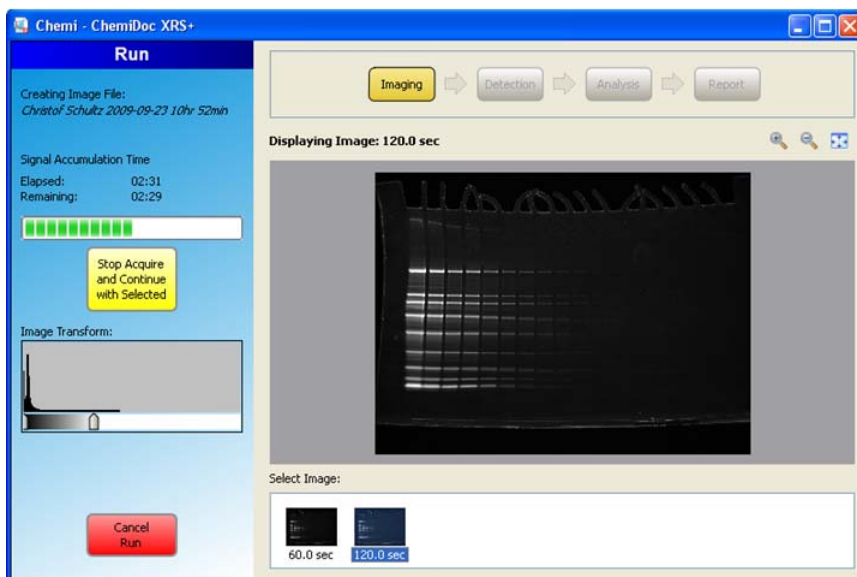 Chemi - ChemiDoc XRS+
Run
Creating Image File:
Christof Schultz 2009-09-23 10hr 52min
Signal Accumulation Time
Elapsed: 02:31
Remaining: 02:29
Stop Acquire
and Continue
with Selected
Image Transform:
Cancel
Run
Imaging
Detection
Analysis
Report
Displaying Image: 120.0 sec
Select Image:
60.0 sec
120.0 sec